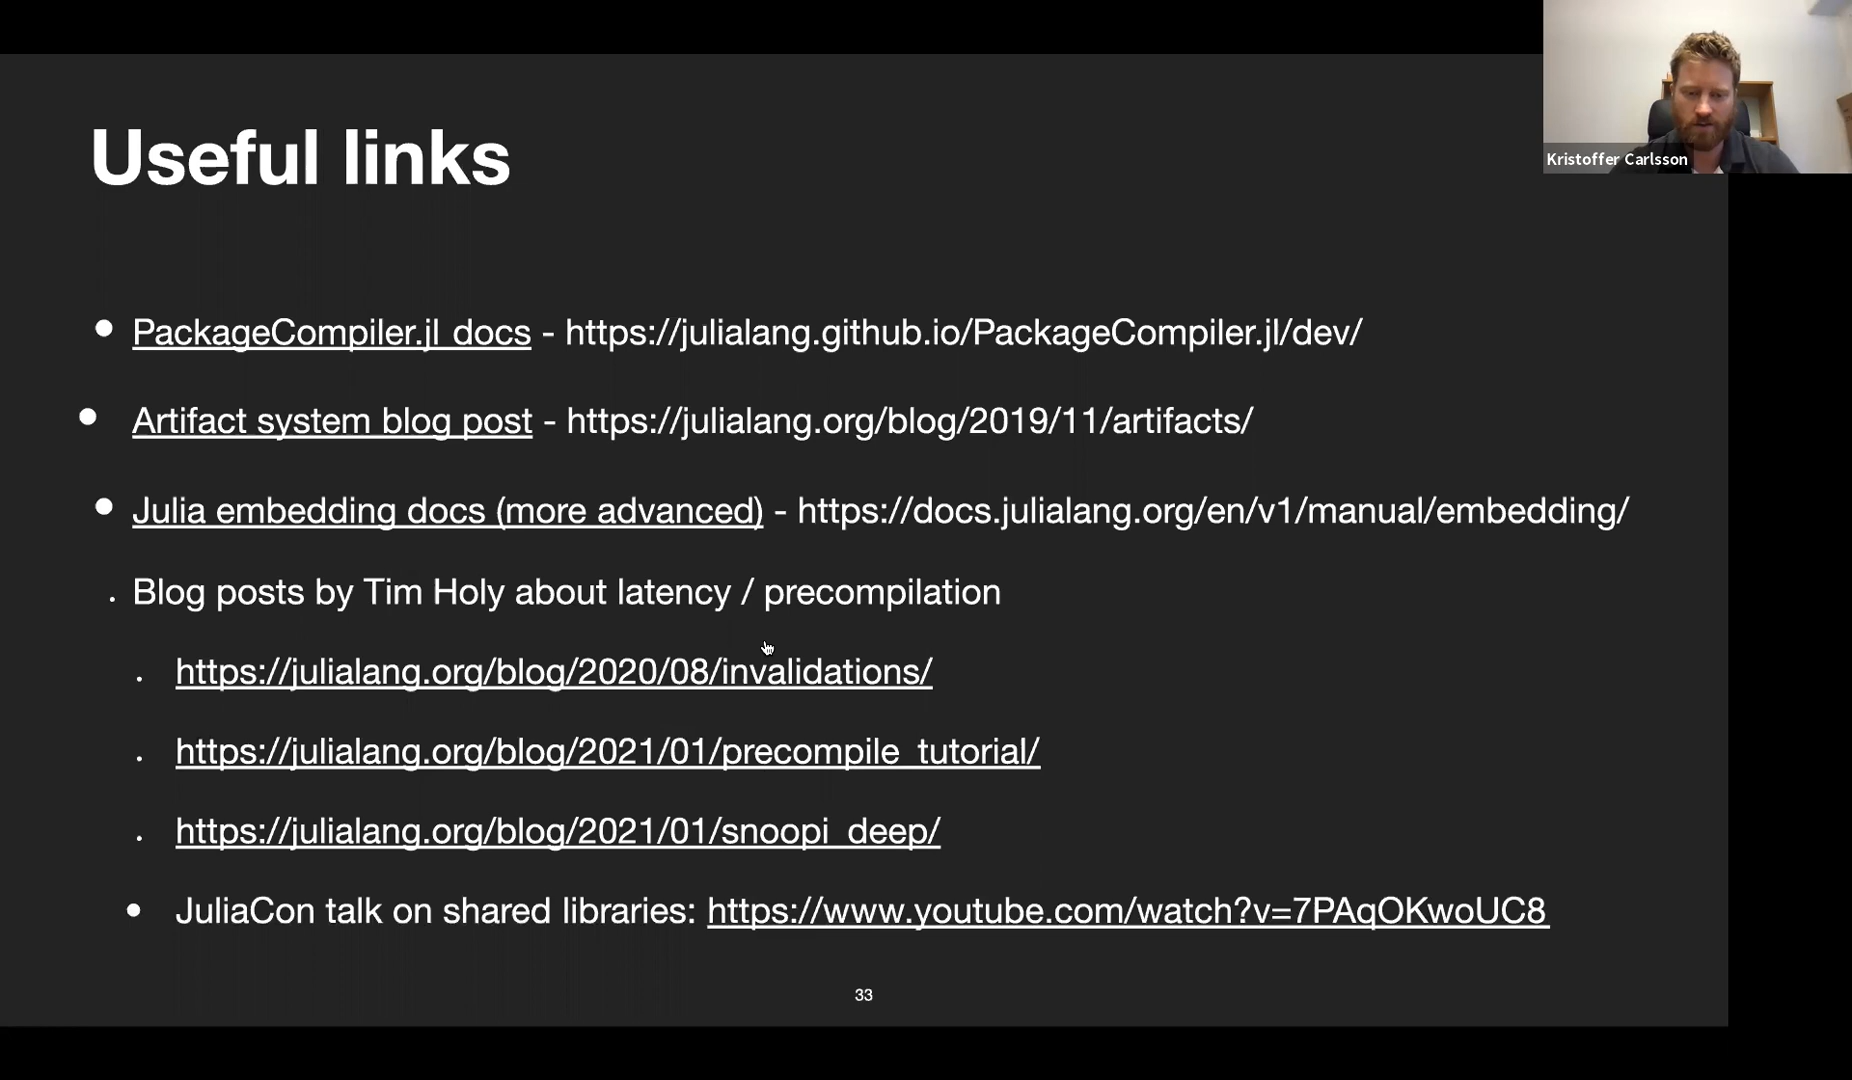 Kristoffer Carlsson
Useful links
PackageCompiler.jl docs - https://julialang.github.io/PackageCompiler.jl/dev/
Artifact system blog post - https://julialang.org/blog/2019/11/artifacts/
Julia embedding docs (more advanced) - https://docs.julialang.org/en/v1/manual/embedding/
Blog posts by Tim Holy about latency / precompilation
https://julialang.org/blog/2020/08/invalidations/
https://julialang.org/blog/2021/01/precompile_tutorial/
https://julialang.org/blog/2021/01/snoopi_deep/
JuliaCon talk on shared libraries: https://www.youtube.com/watch?v=7PAqOKwoUC8
33